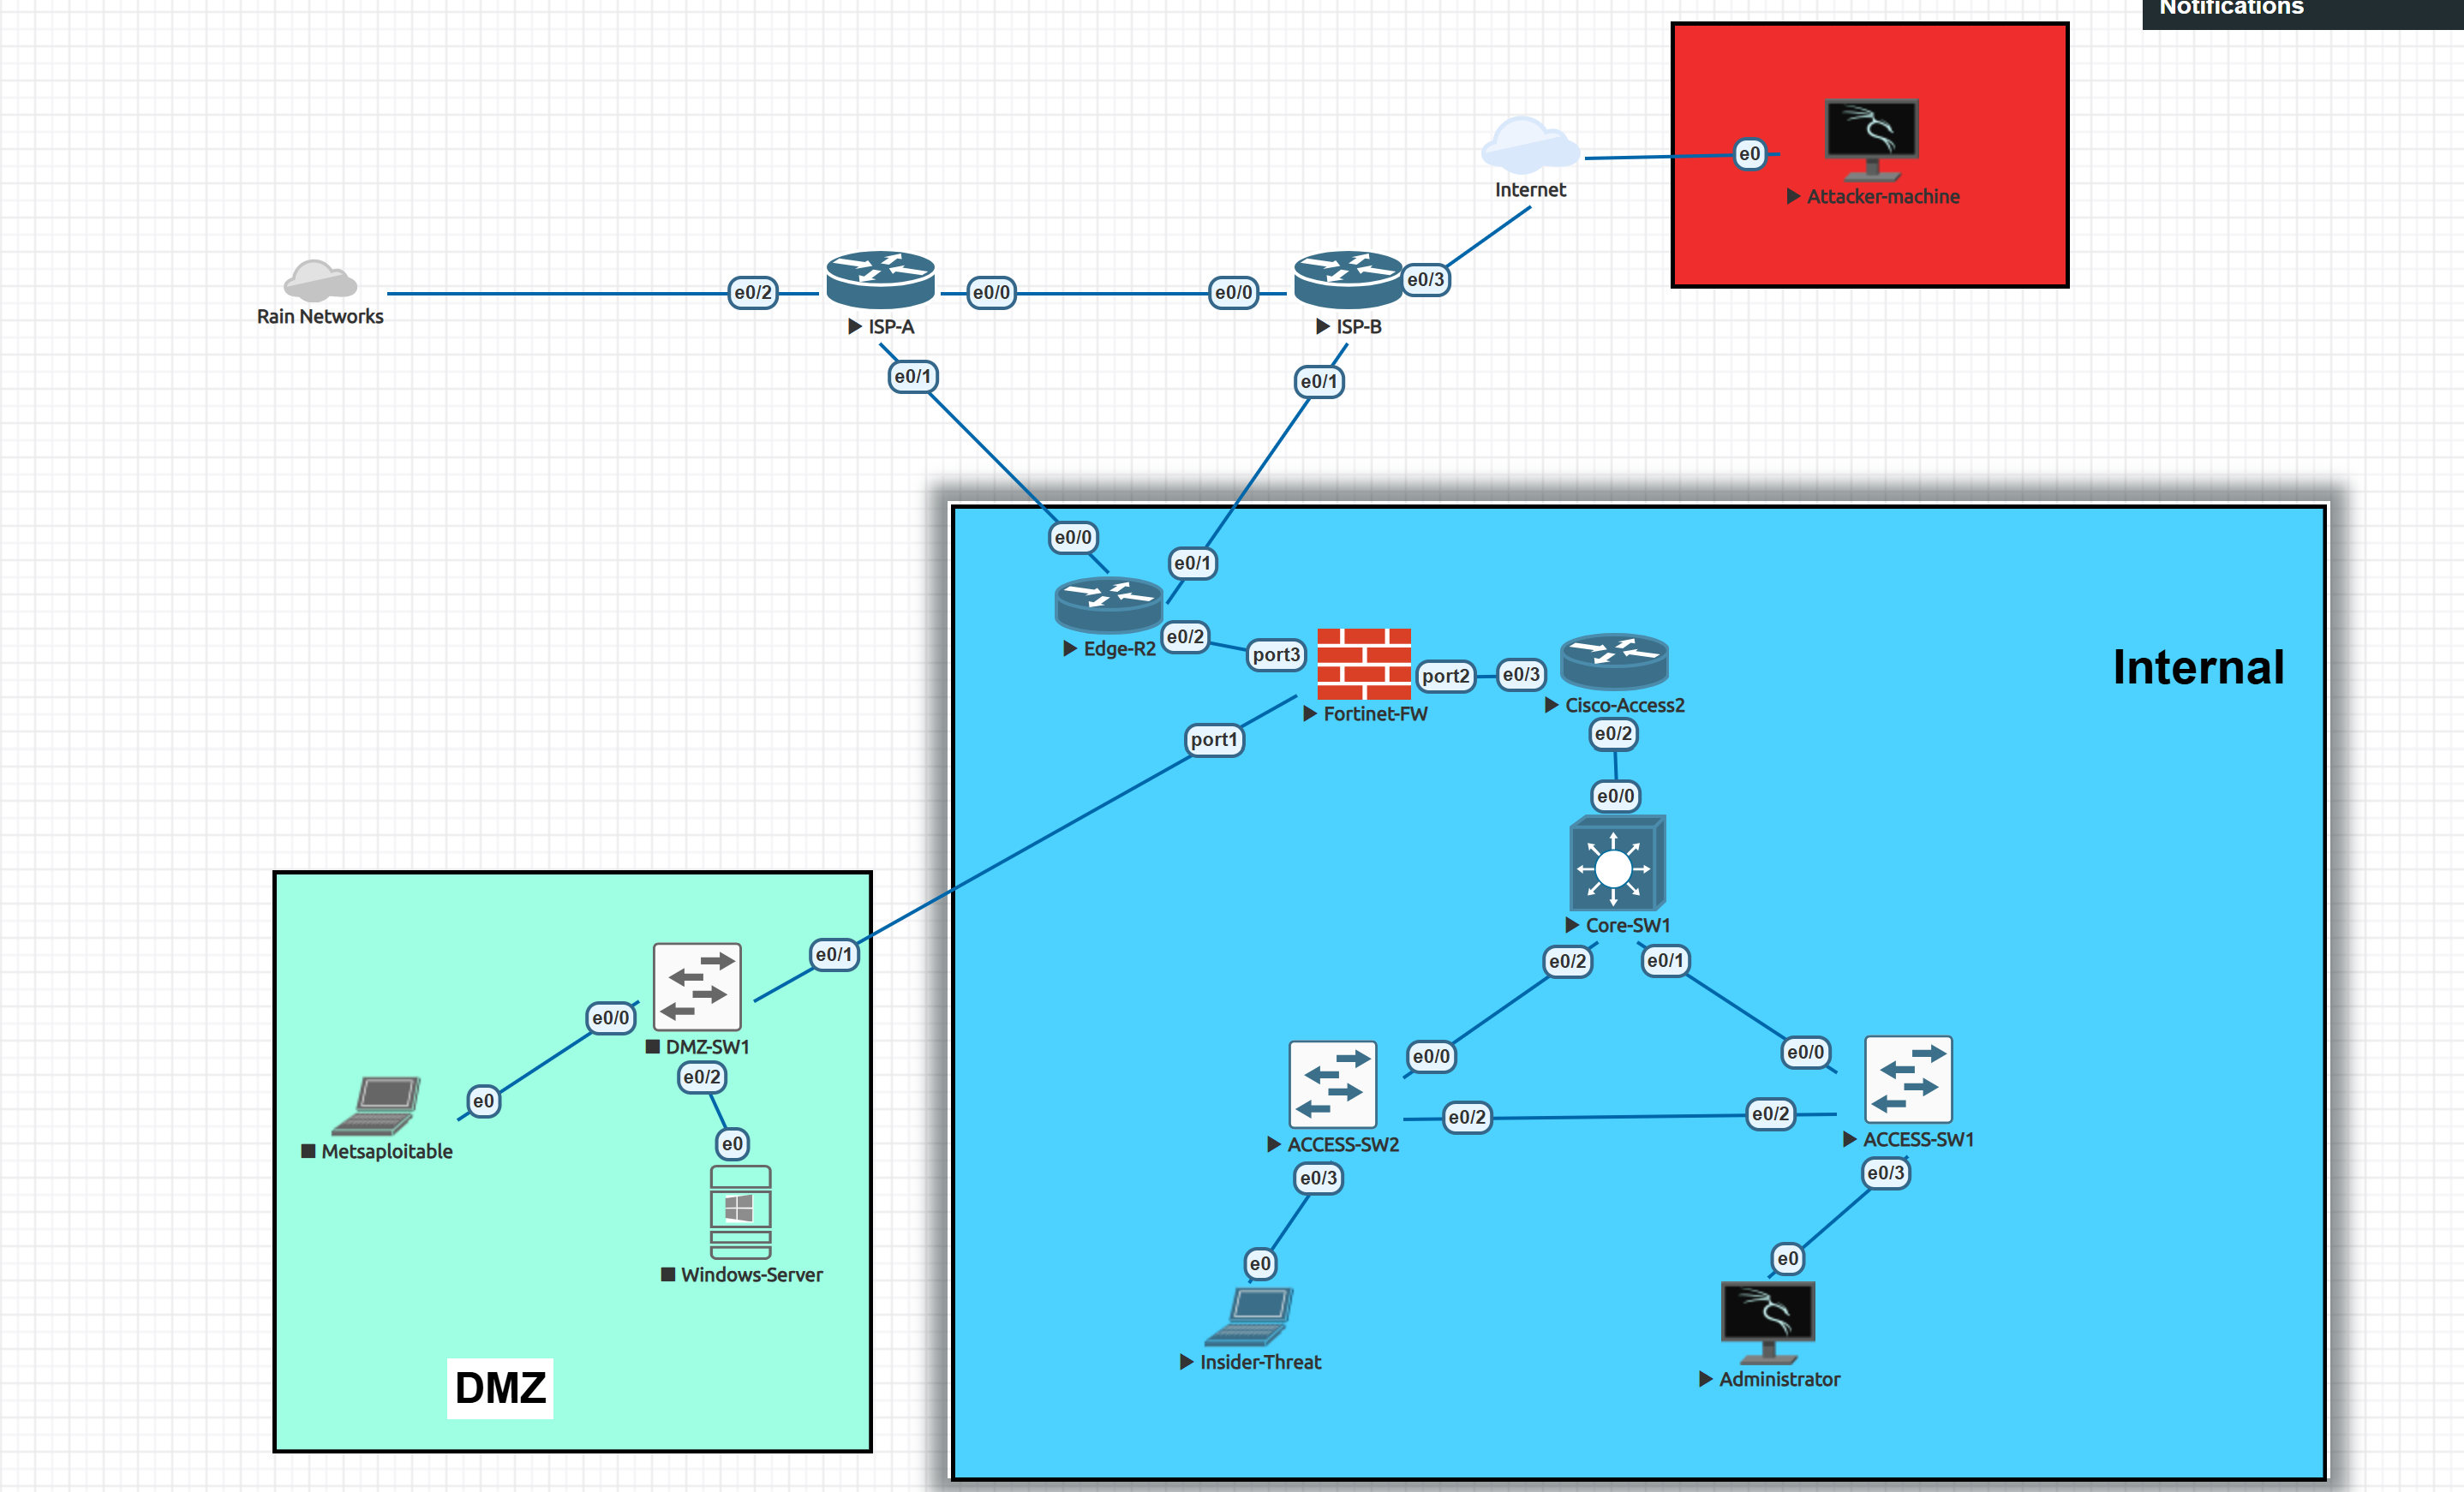 Notifications
e0
Attacker-machine
Internet
Rain Networks
e0/2
e0/0
ISP-A
e0/0
e0/3
ISP-B
e0/1
e0/1
e0/0
e0/1
Edge-R2
e0/2
port3
Fortinet-FW
port2
e0/3
Cisco-Access2
Internal
port1
e0/2
e0/0
Core-SW1
e0/2
e0/1
e0/1
e0/0
DMZ-SW1
e0/2
e0
Metsaploitable
e0
Windows-Server
DMZ
e0/0
e0/0
e0/2
e0/2
ACCESS-SW2
ACCESS-SW1
e0/3
e0/3
e0
e0
Insider-Threat
Administrator